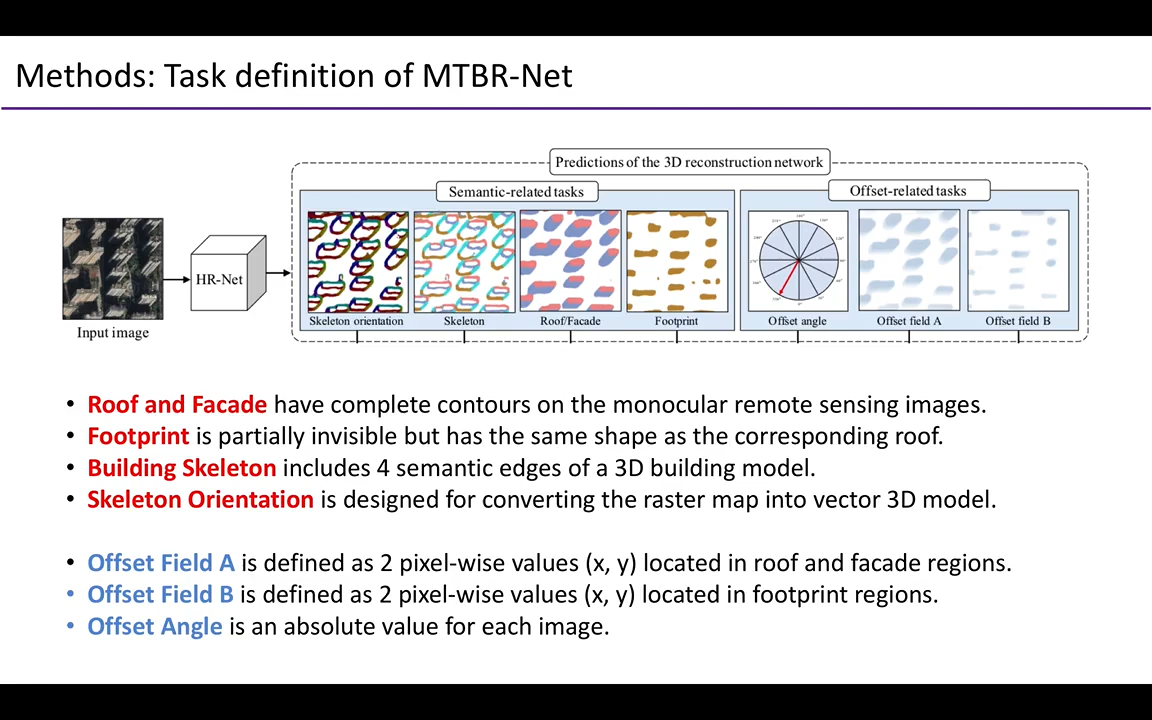 Methods: Task definition of MTBR-Net
Predictions of the 3D reconstruction network
Semantic-related tasks
Offset-related tasks
HR-Net
Input image
Skeleton orientation
Skeleton
Roof/Facade
Footprint
Offset angle
Offset field A
Offset field B
• Roof and Facade have complete contours on the monocular remote sensing images.
• Footprint is partially invisible but has the same shape as the corresponding roof.
• Building Skeleton includes 4 semantic edges of a 3D building model.
• Skeleton Orientation is designed for converting the raster map into vector 3D model.
• Offset Field A is defined as 2 pixel-wise values (x, y) located in roof and facade regions.
• Offset Field B is defined as 2 pixel-wise values (x, y) located in footprint regions.
• Offset Angle is an absolute value for each image.